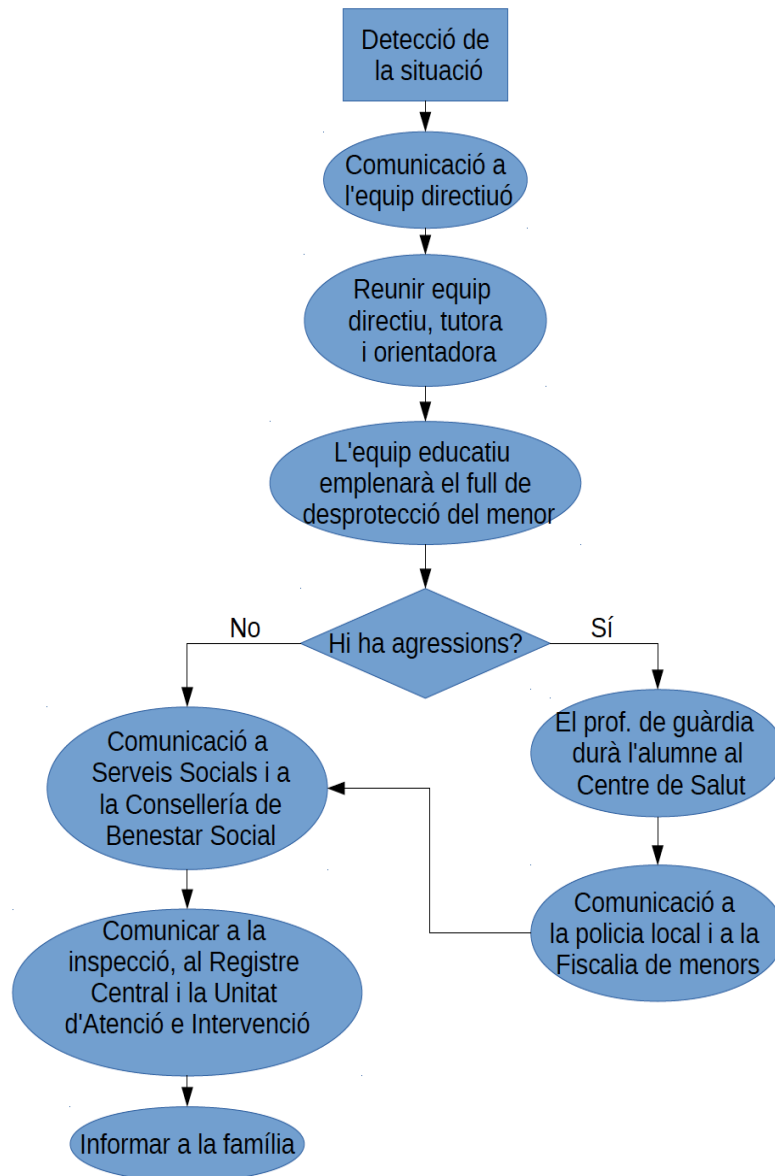 Detecció de
la situació
Comunicació a
l'equip directiuó
Reunir equip
directiu, tutora
i orientadora
L'equip educatiu
emplenarà el full de
desprotecció del menor
Hi ha agressions?
No
Sí
Comunicació a
Serveis Socials i a
la Consellería de
Benestar Social
El prof. de guàrdia
durà l'alumne al
Centre de Salut
Comunicació a
la policia local i a la
Fiscalia de menors
Comunicar a la
inspecció, al Registre
Central i la Unitat
d'Atenció e Intervenció
Informar a la família